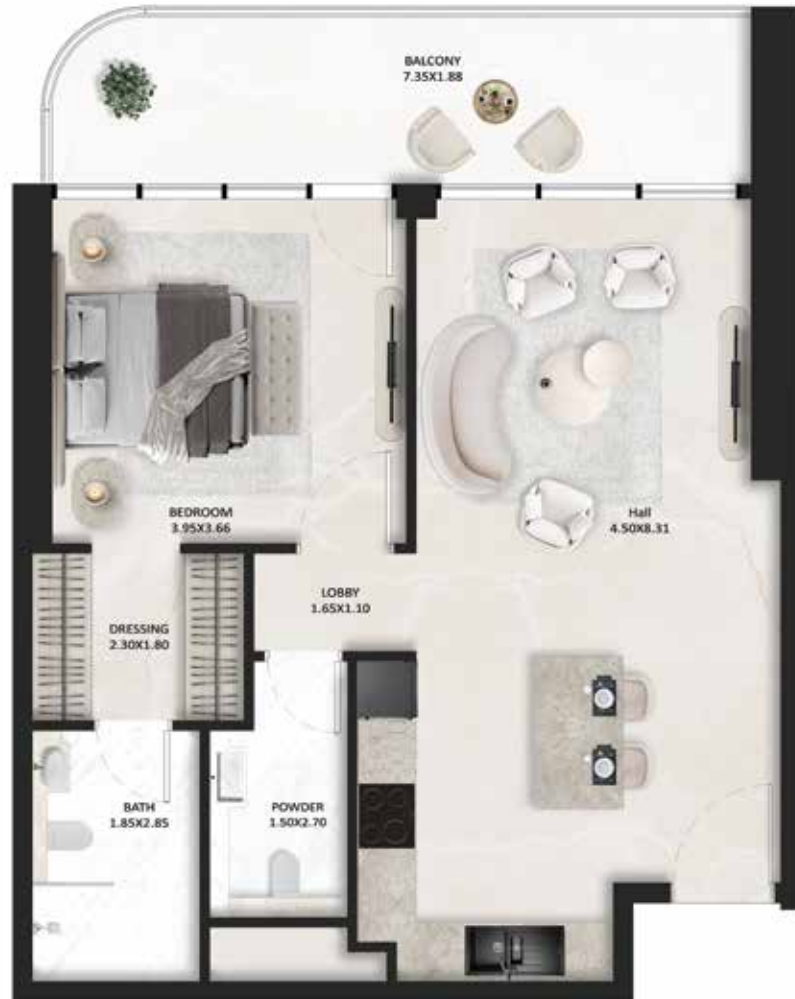 BALCONY
7.35X1.88
BEDROOM
3.95X3.66
Hall
4.50X8.31
LOBBY
1.65X1.10
DRESSING
2.30X1.80
BATH
1.85X2.85
POWDER
1.50X2.70